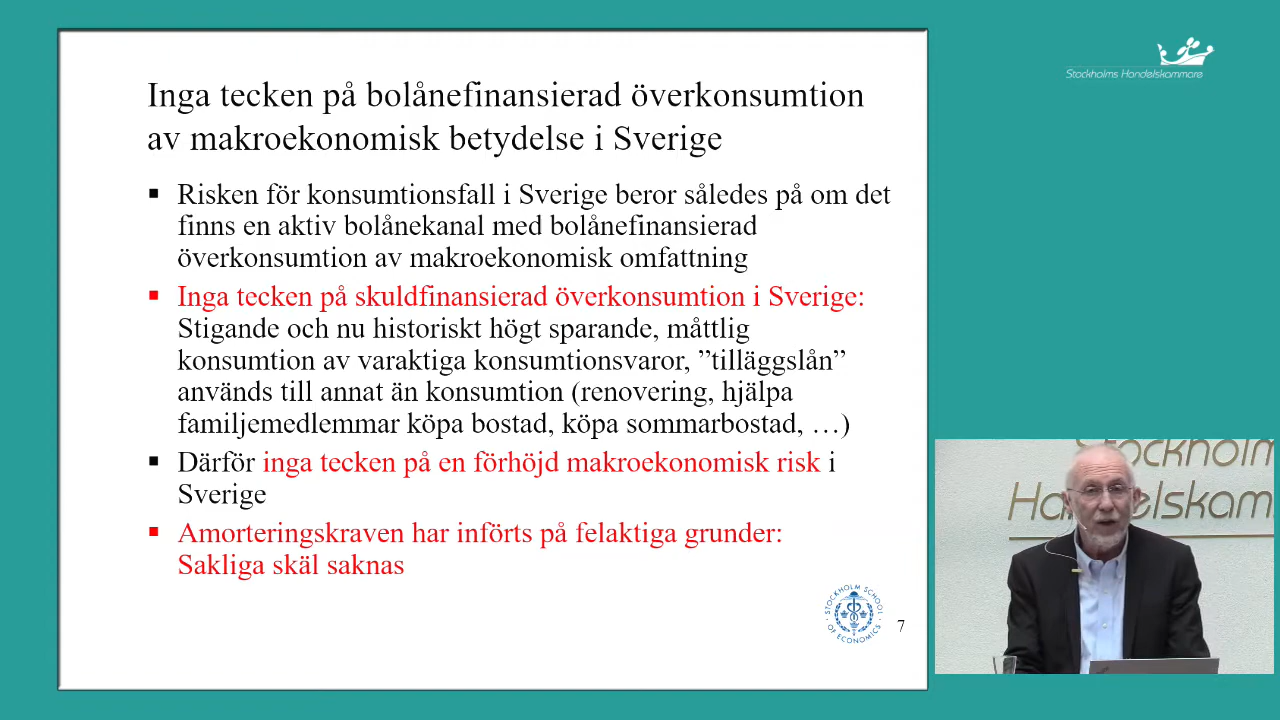 Stockholms Handelskammare
Inga tecken på bolånefinansierad överkonsumtion
av makroekonomisk betydelse i Sverige
▪ Risken för konsumtionsfall i Sverige beror således på om det
finns en aktiv bolånekanal med bolånefinansierad
överkonsumtion av makroekonomisk omfattning
▪ Inga tecken på skuldfinansierad överkonsumtion i Sverige:
Stigande och nu historiskt högt sparande, måttlig
konsumtion av varaktiga konsumtionsvaror, ”tilläggslån”
används till annat än konsumtion (renovering, hjälpa
familjemedlemmar köpa bostad, köpa sommarbostad, …)
▪ Därför inga tecken på en förhöjd makroekonomisk risk i
Sverige
▪ Amorteringskraven har införts på felaktiga grunder:
Sakliga skäl saknas
STOCKHOLM SCHOOL
OF ECONOMICS
7
Stockholm
Ha delskam